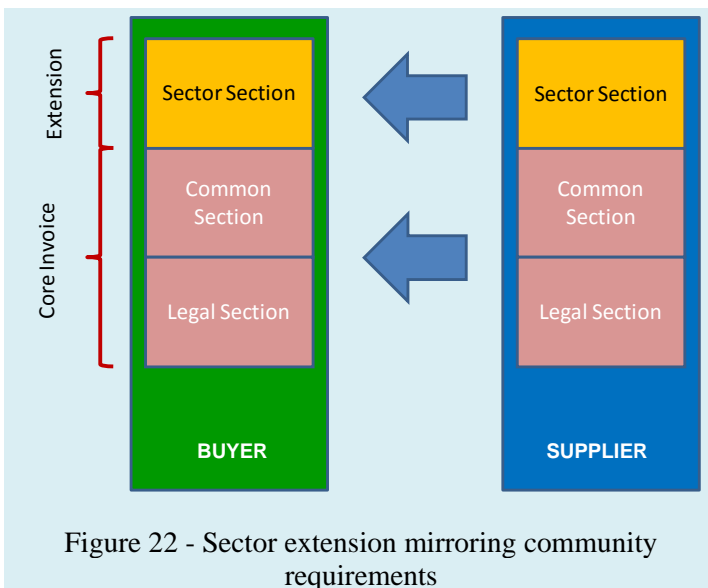 Extension
Core Invoice
Sector Section
Common
Section
Legal Section
BUYER
Sector Section
Common
Section
Legal Section
SUPPLIER
Figure 22 - Sector extension mirroring community
requirements